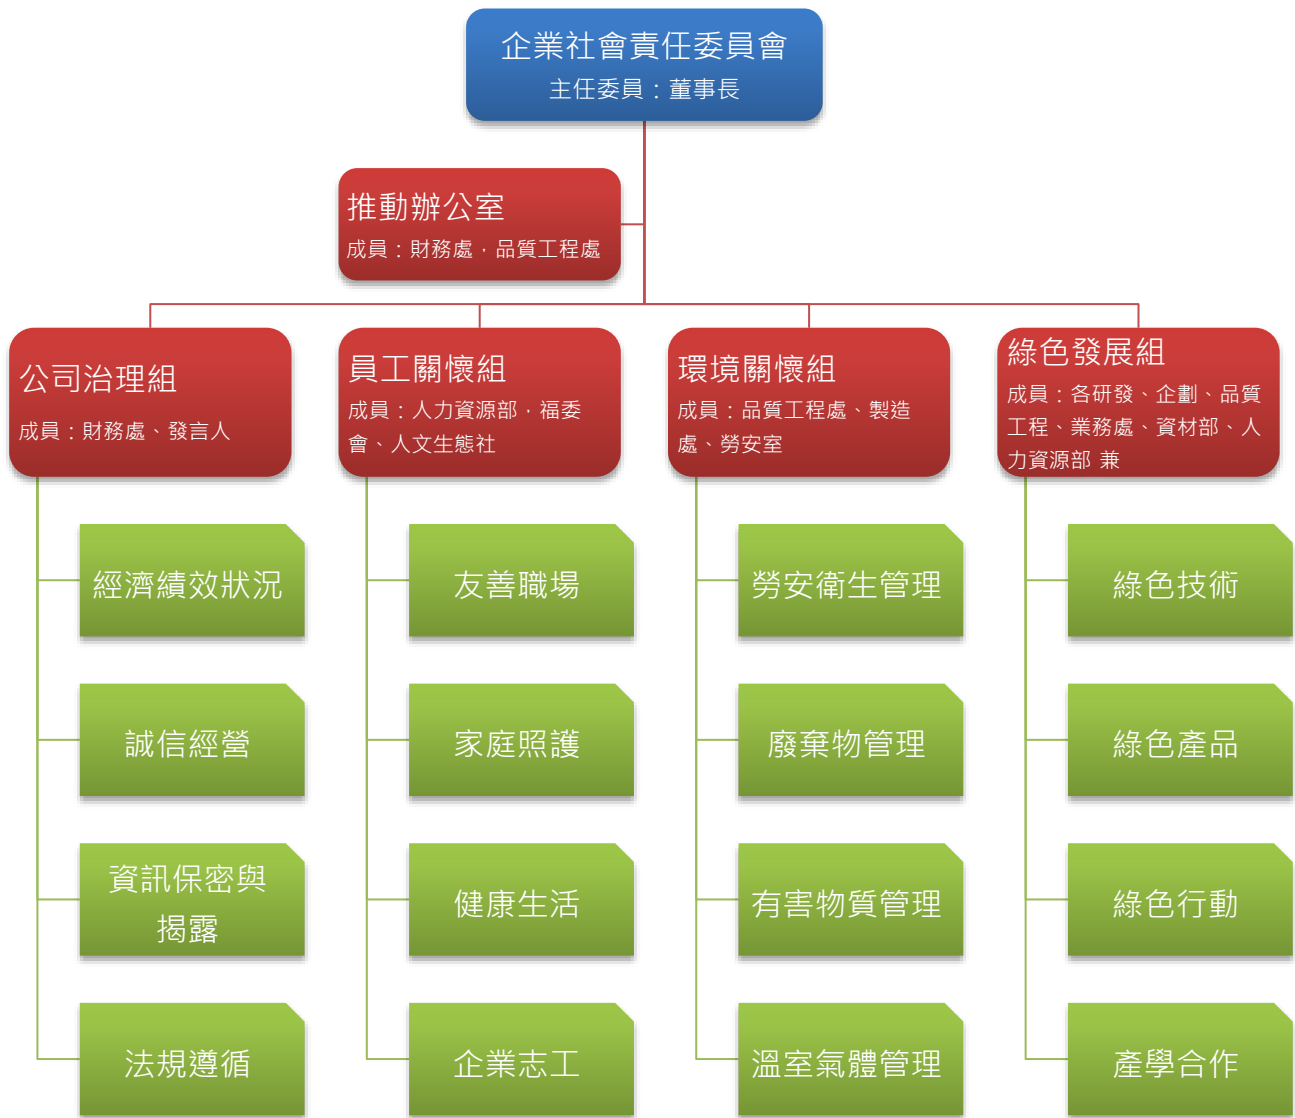 企業社會責任委員會
主任委員：董事長
推動辦公室
成員：財務處，品質工程處
公司治理組
成員：財務處、發言人
員工關懷組
成員：人力資源部，福委
會、人文生態社
環境關懷組
成員：品質工程處、製造
處、勞安室
綠色發展組
成員：各研發、企劃、品質
工程、業務處、資材部、人
力資源部 兼
經濟績效狀況
誠信經營
資訊保密與
揭露
法規遵循
友善職場
家庭照護
健康生活
企業志工
勞安衛生管理
廢棄物管理
有害物質管理
溫室氣體管理
綠色技術
綠色產品
綠色行動
產學合作